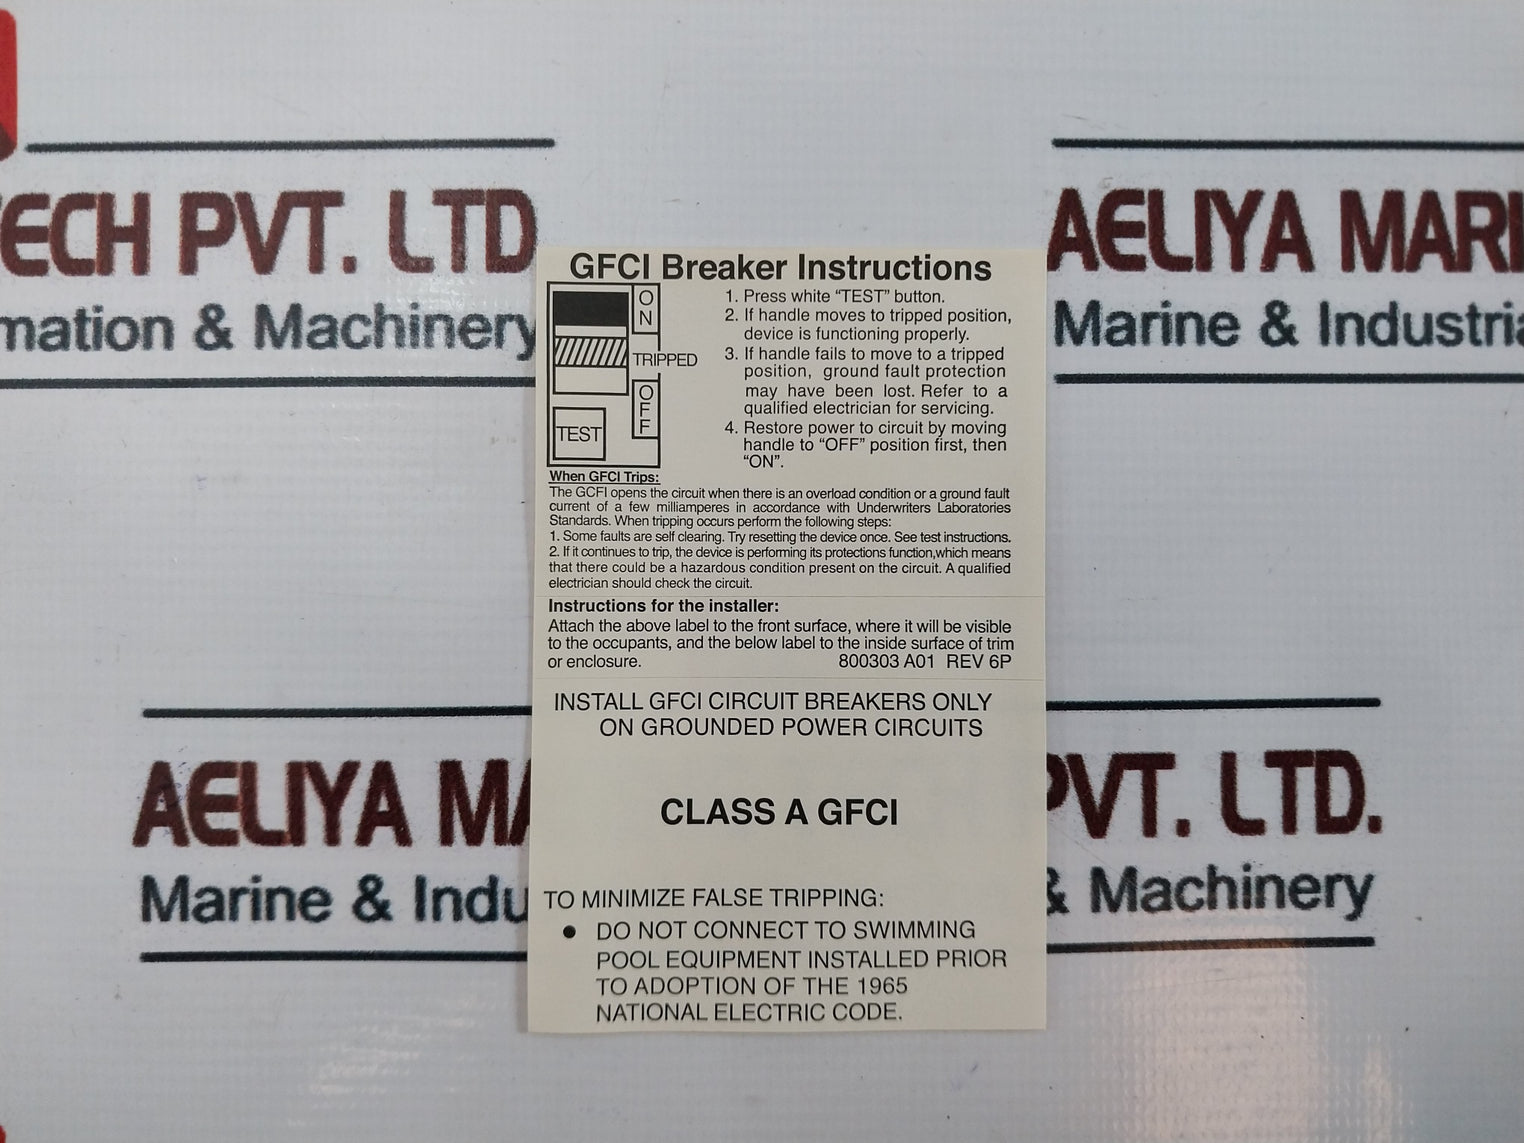 ECH PVT. LTD
mation & Machinery
AELIYA MARI
Marine & Industria
GFCI Breaker Instructions
ON
TRIPPED
OFF
TEST
1. Press white “TEST” button.
2. If handle moves to tripped position,
device is functioning properly.
3. If handle fails to move to a tripped
position, ground fault protection
may have been lost. Refer to a
qualified electrician for servicing.
4. Restore power to circuit by moving
handle to “OFF” position first, then
“ON”.
When GFCI Trips:
The GCFI opens the circuit when there is an overload condition or a ground fault
current of a few milliamperes in accordance with Underwriters Laboratories
Standards. When tripping occurs perform the following steps:
1. Some faults are self clearing. Try resetting the device once. See test instructions.
2. If it continues to trip, the device is performing its protections function,which means
that there could be a hazardous condition present on the circuit. A qualified
electrician should check the circuit.
Instructions for the installer:
Attach the above label to the front surface, where it will be visible
to the occupants, and the below label to the inside surface of trim
or enclosure. 800303 A01 REV 6P
INSTALL GFCI CIRCUIT BREAKERS ONLY
ON GROUNDED POWER CIRCUITS
CLASS A GFCI
TO MINIMIZE FALSE TRIPPING:
● DO NOT CONNECT TO SWIMMING
POOL EQUIPMENT INSTALLED PRIOR
TO ADOPTION OF THE 1965
NATIONAL ELECTRIC CODE.
AELIYA MA
Marine & Indu
PVT. LTD.
& Machinery